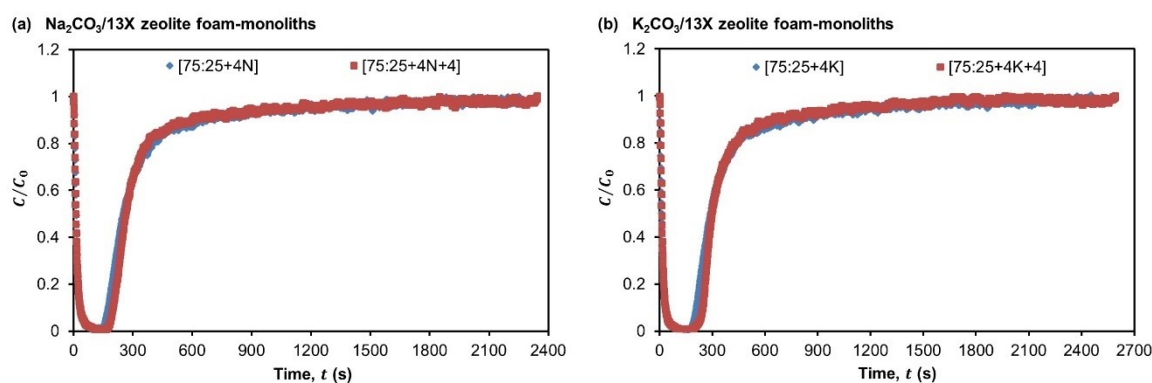 (a) Na₂CO₃/13X zeolite foam-monoliths
1.2
[75:25+4N]
[75:25+4N+4]
1
0.8
C/C₀
0.6
0.4
0.2
0
0 300 600 900 1200 1500 1800 2100 2400
Time, t (s)
(b) K₂CO₃/13X zeolite foam-monoliths
1.2
[75:25+4K]
[75:25+4K+4]
1
0.8
C/C₀
0.6
0.4
0.2
0
0 300 600 900 1200 1500 1800 2100 2400 2700
Time, t (s)